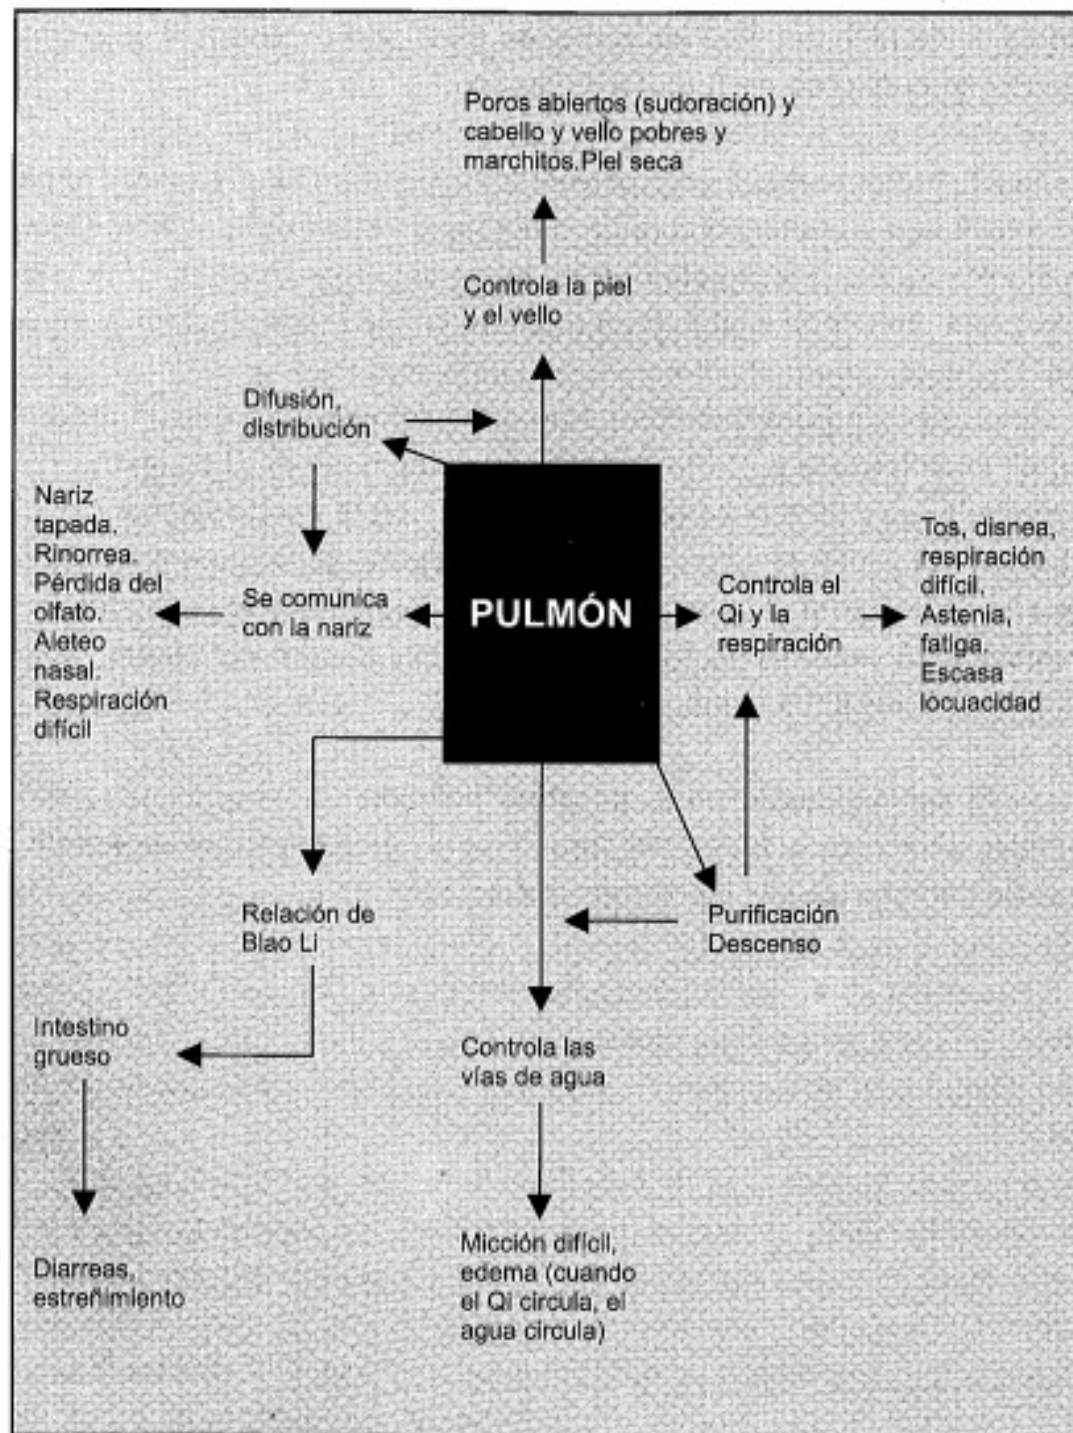 Poros abiertos (sudoración) y
cabello y vello pobres y
marchitos.Piel seca
Controla la piel
y el vello
Difusión,
distribución
Nariz
tapada.
Rinorrea.
Pérdida del
olfato.
Aleteo
nasal.
Respiración
difícil
Se comunica
con la nariz
PULMÓN
Controla el
Qi y la
respiración
Tos, disnea,
respiración
difícil.
Astenia,
fatiga.
Escasa
locuacidad
Relación de
Biao Li
Purificación
Descenso
Intestino
grueso
Controla las
vías de agua
Diarreas,
estreñimiento
Micción difícil,
edema (cuando
el Qi circula, el
agua circula)